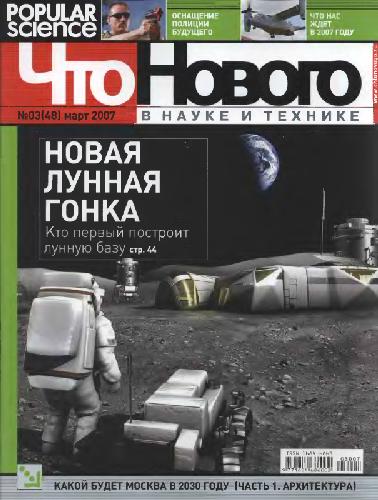 POPULAR
Science
ОСНАЩЕНИЕ
ПОЛИЦИИ
БУДУЩЕГО
ЧТО НАС
ЖДЕТ
В 2007 ГОДУ
Что Нового
№03(48) март 2007
В НАУКЕ И ТЕХНИКЕ
НОВАЯ
ЛУННАЯ
ГОНКА
Кто первый построит
лунную базу стр. 44
КАКОЙ БУДЕТ МОСКВА В 2030 ГОДУ (ЧАСТЬ 1. АРХИТЕКТУРА)